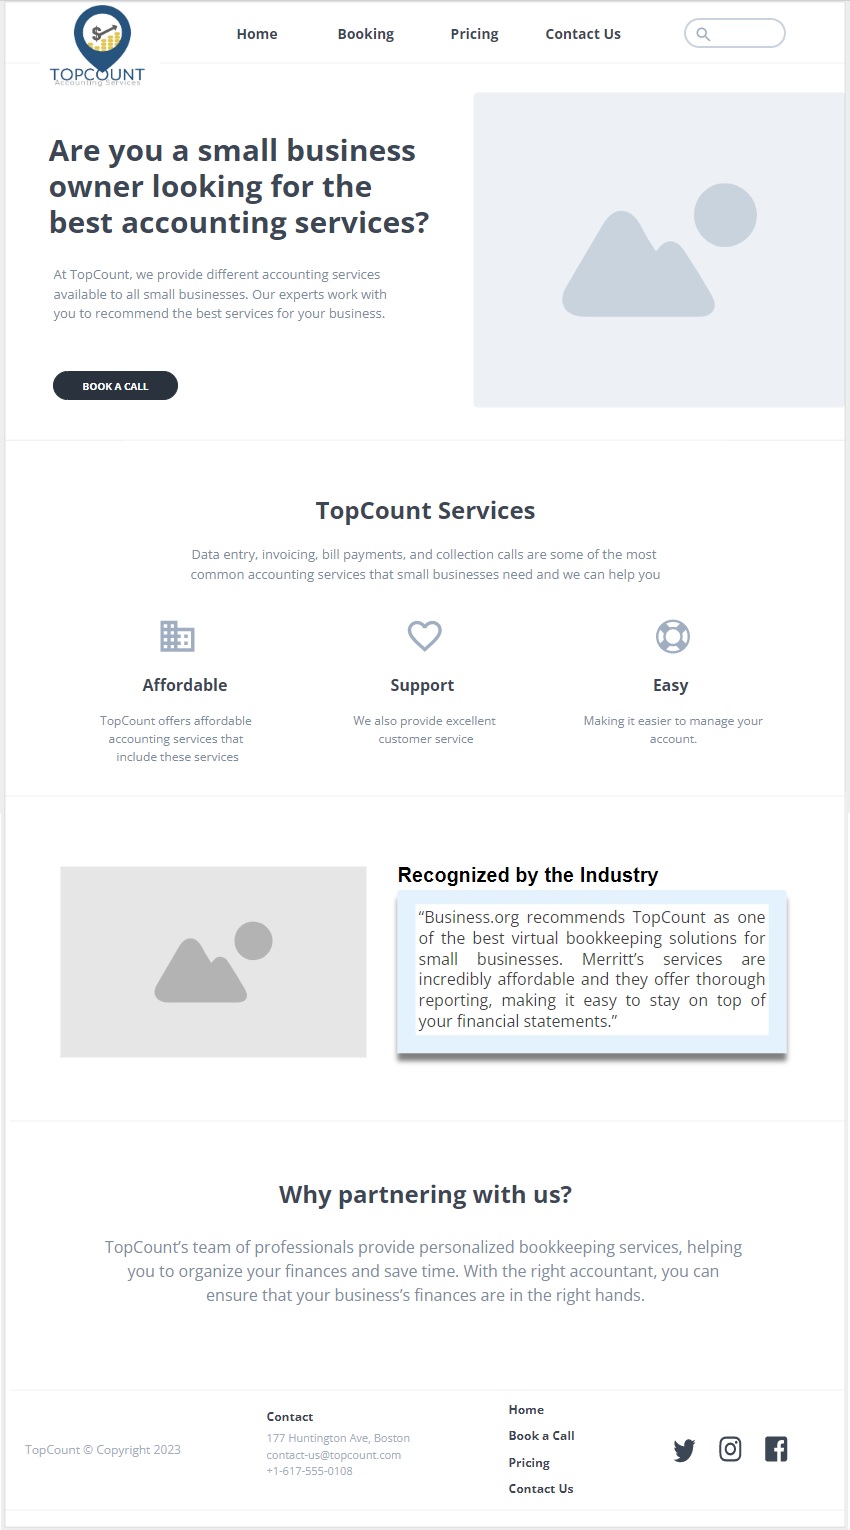 Home Booking Pricing Contact Us
TOPCOUNT
Accounting Services
Are you a small business
owner looking for the
best accounting services?
At TopCount, we provide different accounting services
available to all small businesses. Our experts work with
you to recommend the best services for your business.
BOOK A CALL
TopCount Services
Data entry, invoicing, bill payments, and collection calls are some of the most
common accounting services that small businesses need and we can help you
Affordable
TopCount offers affordable
accounting services that
include these services
Support
We also provide excellent
customer service
Easy
Making it easier to manage your
account.
Recognized by the Industry
“Business.org recommends TopCount as one
of the best virtual bookkeeping solutions for
small businesses. Merritt’s services are
incredibly affordable and they offer thorough
reporting, making it easy to stay on top of
your financial statements.”
Why partnering with us?
TopCount’s team of professionals provide personalized bookkeeping services, helping
you to organize your finances and save time. With the right accountant, you can
ensure that your business’s finances are in the right hands.
TopCount © Copyright 2023
Contact
177 Huntington Ave, Boston
contact-us@topcount.com
+1-617-555-0108
Home
Book a Call
Pricing
Contact Us